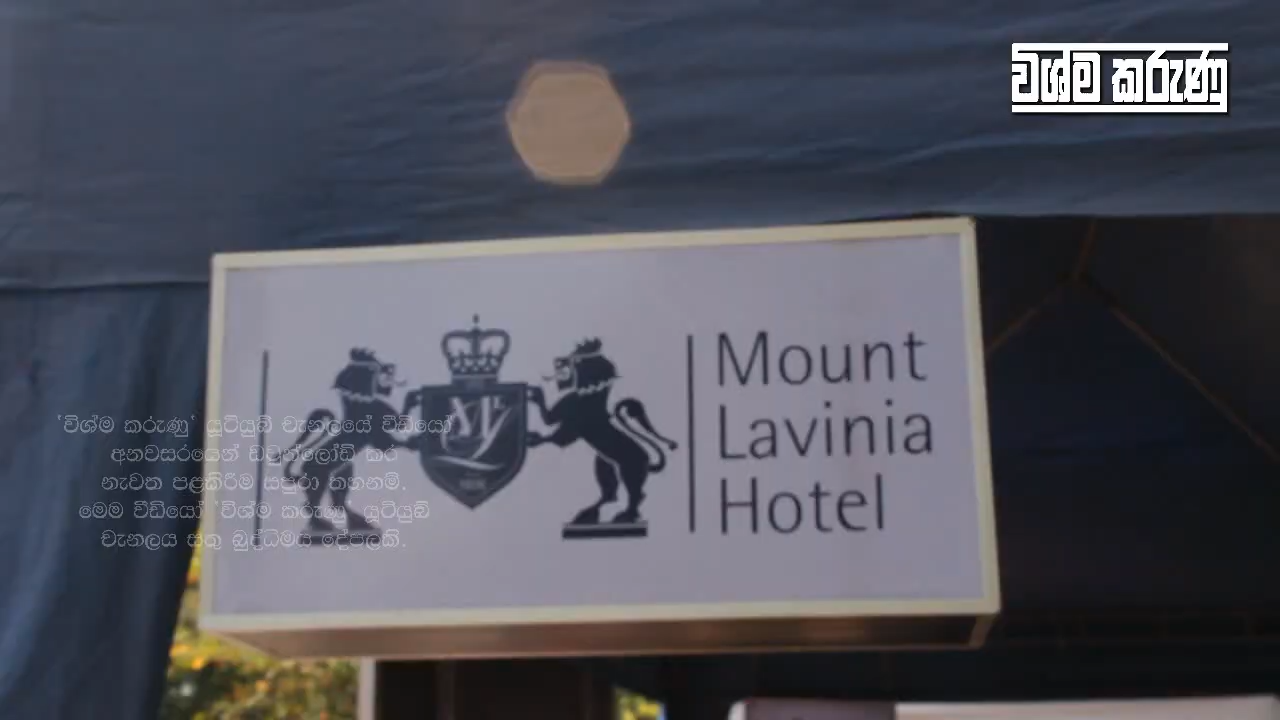 විශ්ම කරුණු
Mount
Lavinia
Hotel
'විශ්ම කරුණු' යූටියුබ් චැනලයේ වීඩියෝ
අනවසරයෙන් ඩවුන්ලෝඩ් කර
නැවත පළකිරීම සපුරා තහනම්.
මෙම වීඩියෝ 'විශ්ම කරුණු' යූටියුබ්
චැනලය සතු බුද්ධිමය දේපලකි.